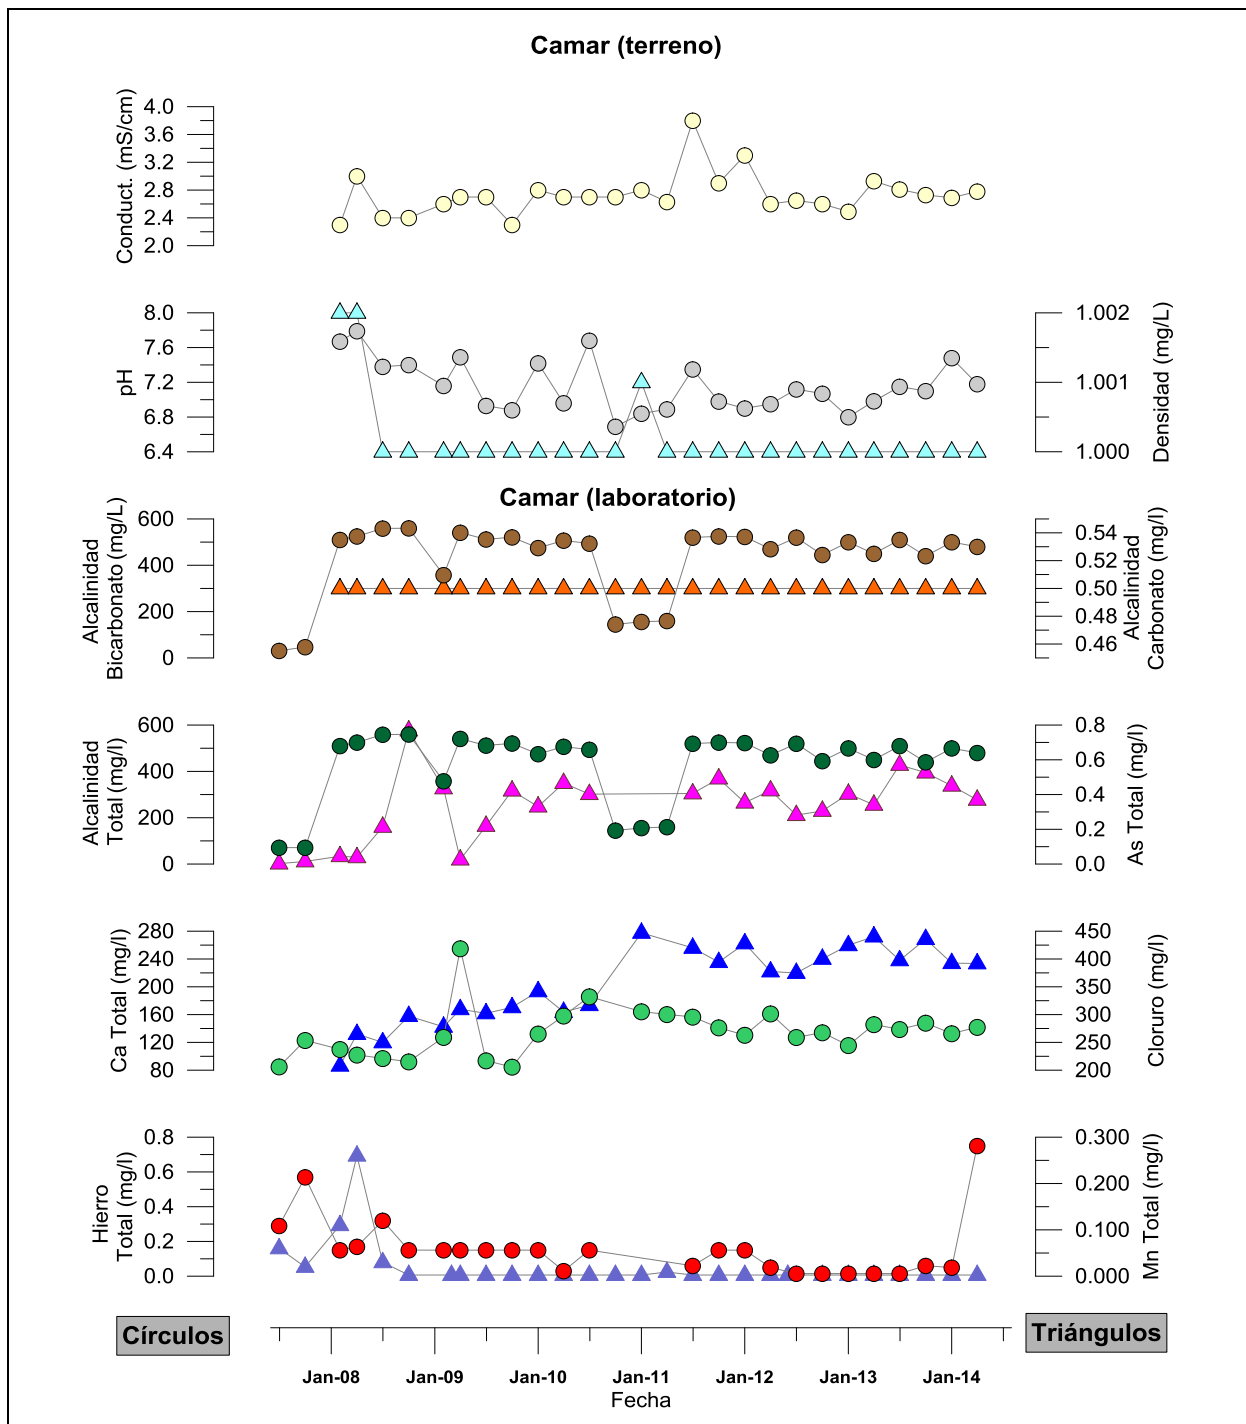 Camar (terreno)
Conduct. (mS/cm)
4.0
3.6
3.2
2.8
2.4
2.0
pH
8.0
7.6
7.2
6.8
6.4
1.002
1.001
1.000
Densidad (mg/L)
Camar (laboratorio)
Alcalinidad
Bicarbonato (mg/L)
600
400
200
0
0.54
0.52
0.50
0.48
0.46
Alcalinidad
Carbonato (mg/l)
Alcalinidad
Total (mg/l)
600
400
200
0
0.8
0.6
0.4
0.2
0.0
As Total (mg/l)
Ca Total (mg/l)
280
240
200
160
120
80
450
400
350
300
250
200
Cloruro (mg/l)
Hierro
Total (mg/l)
0.8
0.6
0.4
0.2
0.0
0.300
0.200
0.100
0.000
Mn Total (mg/l)
Círculos
Triángulos
Jan-08 Jan-09 Jan-10 Jan-11 Jan-12 Jan-13 Jan-14
Fecha